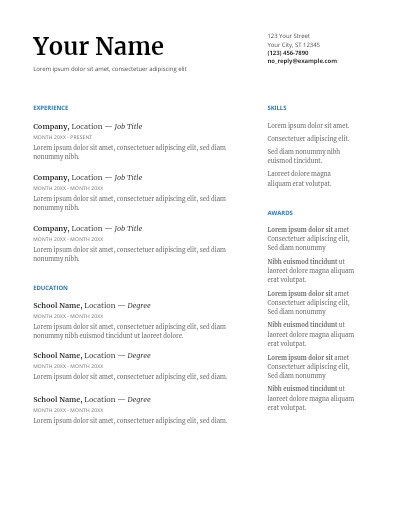 Your Name
Lorem ipsum dolor sit amet, consectetuer adipiscing elit
123 Your Street
Your City, ST 12345
(123) 456-7890
no_reply@example.com
EXPERIENCE
Company, Location — Job Title
MONTH 20XX - PRESENT
Lorem ipsum dolor sit amet, consectetuer adipiscing elit, sed diam
nonummy nibh.
Company, Location — Job Title
MONTH 20XX - MONTH 20XX
Lorem ipsum dolor sit amet, consectetuer adipiscing elit, sed diam
nonummy nibh.
Company, Location — Job Title
MONTH 20XX - MONTH 20XX
Lorem ipsum dolor sit amet, consectetuer adipiscing elit, sed diam
nonummy nibh.
EDUCATION
School Name, Location — Degree
MONTH 20XX - MONTH 20XX
Lorem ipsum dolor sit amet, consectetuer adipiscing elit, sed diam
nonummy nibh euismod tincidunt ut laoreet dolore.
School Name, Location — Degree
MONTH 20XX - MONTH 20XX
Lorem ipsum dolor sit amet, consectetuer adipiscing elit, sed diam.
School Name, Location — Degree
MONTH 20XX - MONTH 20XX
Lorem ipsum dolor sit amet, consectetuer adipiscing elit, sed diam.
SKILLS
Lorem ipsum dolor sit amet.
Consectetuer adipiscing elit.
Sed diam nonummy nibh
euismod tincidunt.
Laoreet dolore magna
aliquam erat volutpat.
AWARDS
Lorem ipsum dolor sit amet
Consectetuer adipiscing elit,
Sed diam nonummy
Nibh euismod tincidunt ut
laoreet dolore magna aliquam
erat volutpat.
Lorem ipsum dolor sit amet
Consectetuer adipiscing elit,
Sed diam nonummy
Nibh euismod tincidunt ut
laoreet dolore magna aliquam
erat volutpat.
Lorem ipsum dolor sit amet
Consectetuer adipiscing elit,
Sed diam nonummy
Nibh euismod tincidunt ut
laoreet dolore magna aliquam
erat volutpat.